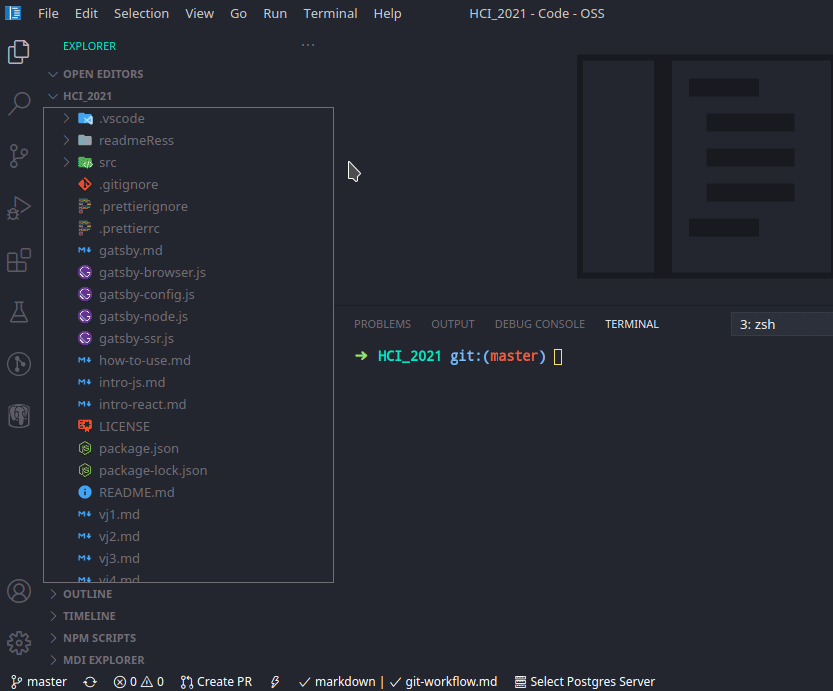 File Edit Selection View Go Run Terminal Help HCI_2021 - Code - OSS
EXPLORER ...
OPEN EDITORS
HCI_2021
.vscode
readmeRess
src
.gitignore
.prettierignore
.prettierrc
gatsby.md
gatsby-browser.js
gatsby-config.js
gatsby-node.js
gatsby-ssr.js
how-to-use.md
intro-js.md
intro-react.md
LICENSE
package.json
package-lock.json
README.md
vj1.md
vj2.md
vj3.md
vj4.md
OUTLINE
TIMELINE
NPM SCRIPTS
MDI EXPLORER
PROBLEMS OUTPUT DEBUG CONSOLE TERMINAL 3: zsh
➜ HCI_2021 git:(master)
master 0 0 Create PR markdown | git-workflow.md Select Postgres Server